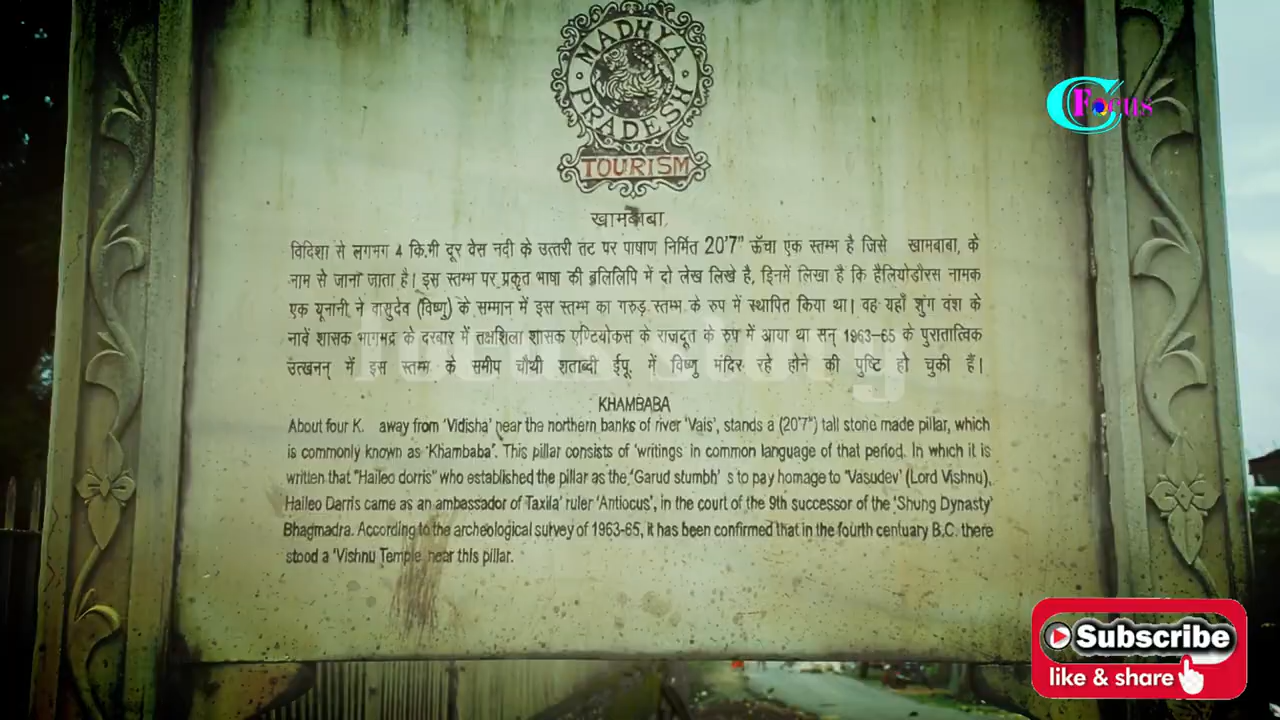 MADHYA PRADESH
TOURISM
C Focus
खामबाबा,
विदिशा से लगभग 4 कि.मी दूर वेस नदी के उत्तरी तट पर पाषाण निर्मित 20'7" ऊँचा एक स्तम्भ है जिसे खामबाबा, के
नाम से जाना जाता है। इस स्तम्भ पर प्रकृत भाषा की ब्रलिलिपि में दो लेख लिखे है, इिनमें लिखा है कि हैलियोडौरस नामक
एक यूनानी ने वासुदेव (विष्णु) के सम्मान में इस स्तम्भ का गरुड़ स्तम्भ के रुप में स्थापित किया था। वह यहाँ शुंग वंश के
नावें शासक भागमद्र के दरबार में तक्षशिला शासक एण्टियोकस के राजदूत के रुप में आया था सन् 1963-65 के पुरातात्विक
उत्खनन् में इस स्तम्भ के समीप चौथी शताब्दी ईपू. में विष्णु मंदिर रहे होने की पुष्टि हो चुकी हैं।
KHAMBABA
About four K. away from 'Vidisha' near the northern banks of river 'Vais', stands a (20'7") tall stone made pillar, which
is commonly known as 'Khambaba'. This pillar consists of 'writings' in common language of that period. In which it is
written that "Haileo dorris" who established the pillar as the 'Garud stumbh' s to pay homage to "Vasudev' (Lord Vishnu),
Haileo Darris came as an ambassador of Taxila' ruler 'Antiocus', in the court of the 9th successor of the 'Shung Dynasty'
Bhagmadra. According to the archeological survey of 1963-65, it has been confirmed that in the fourth centuary B.C. there
stood a 'Vishnu Temple near this pillar.
Subscribe
like & share